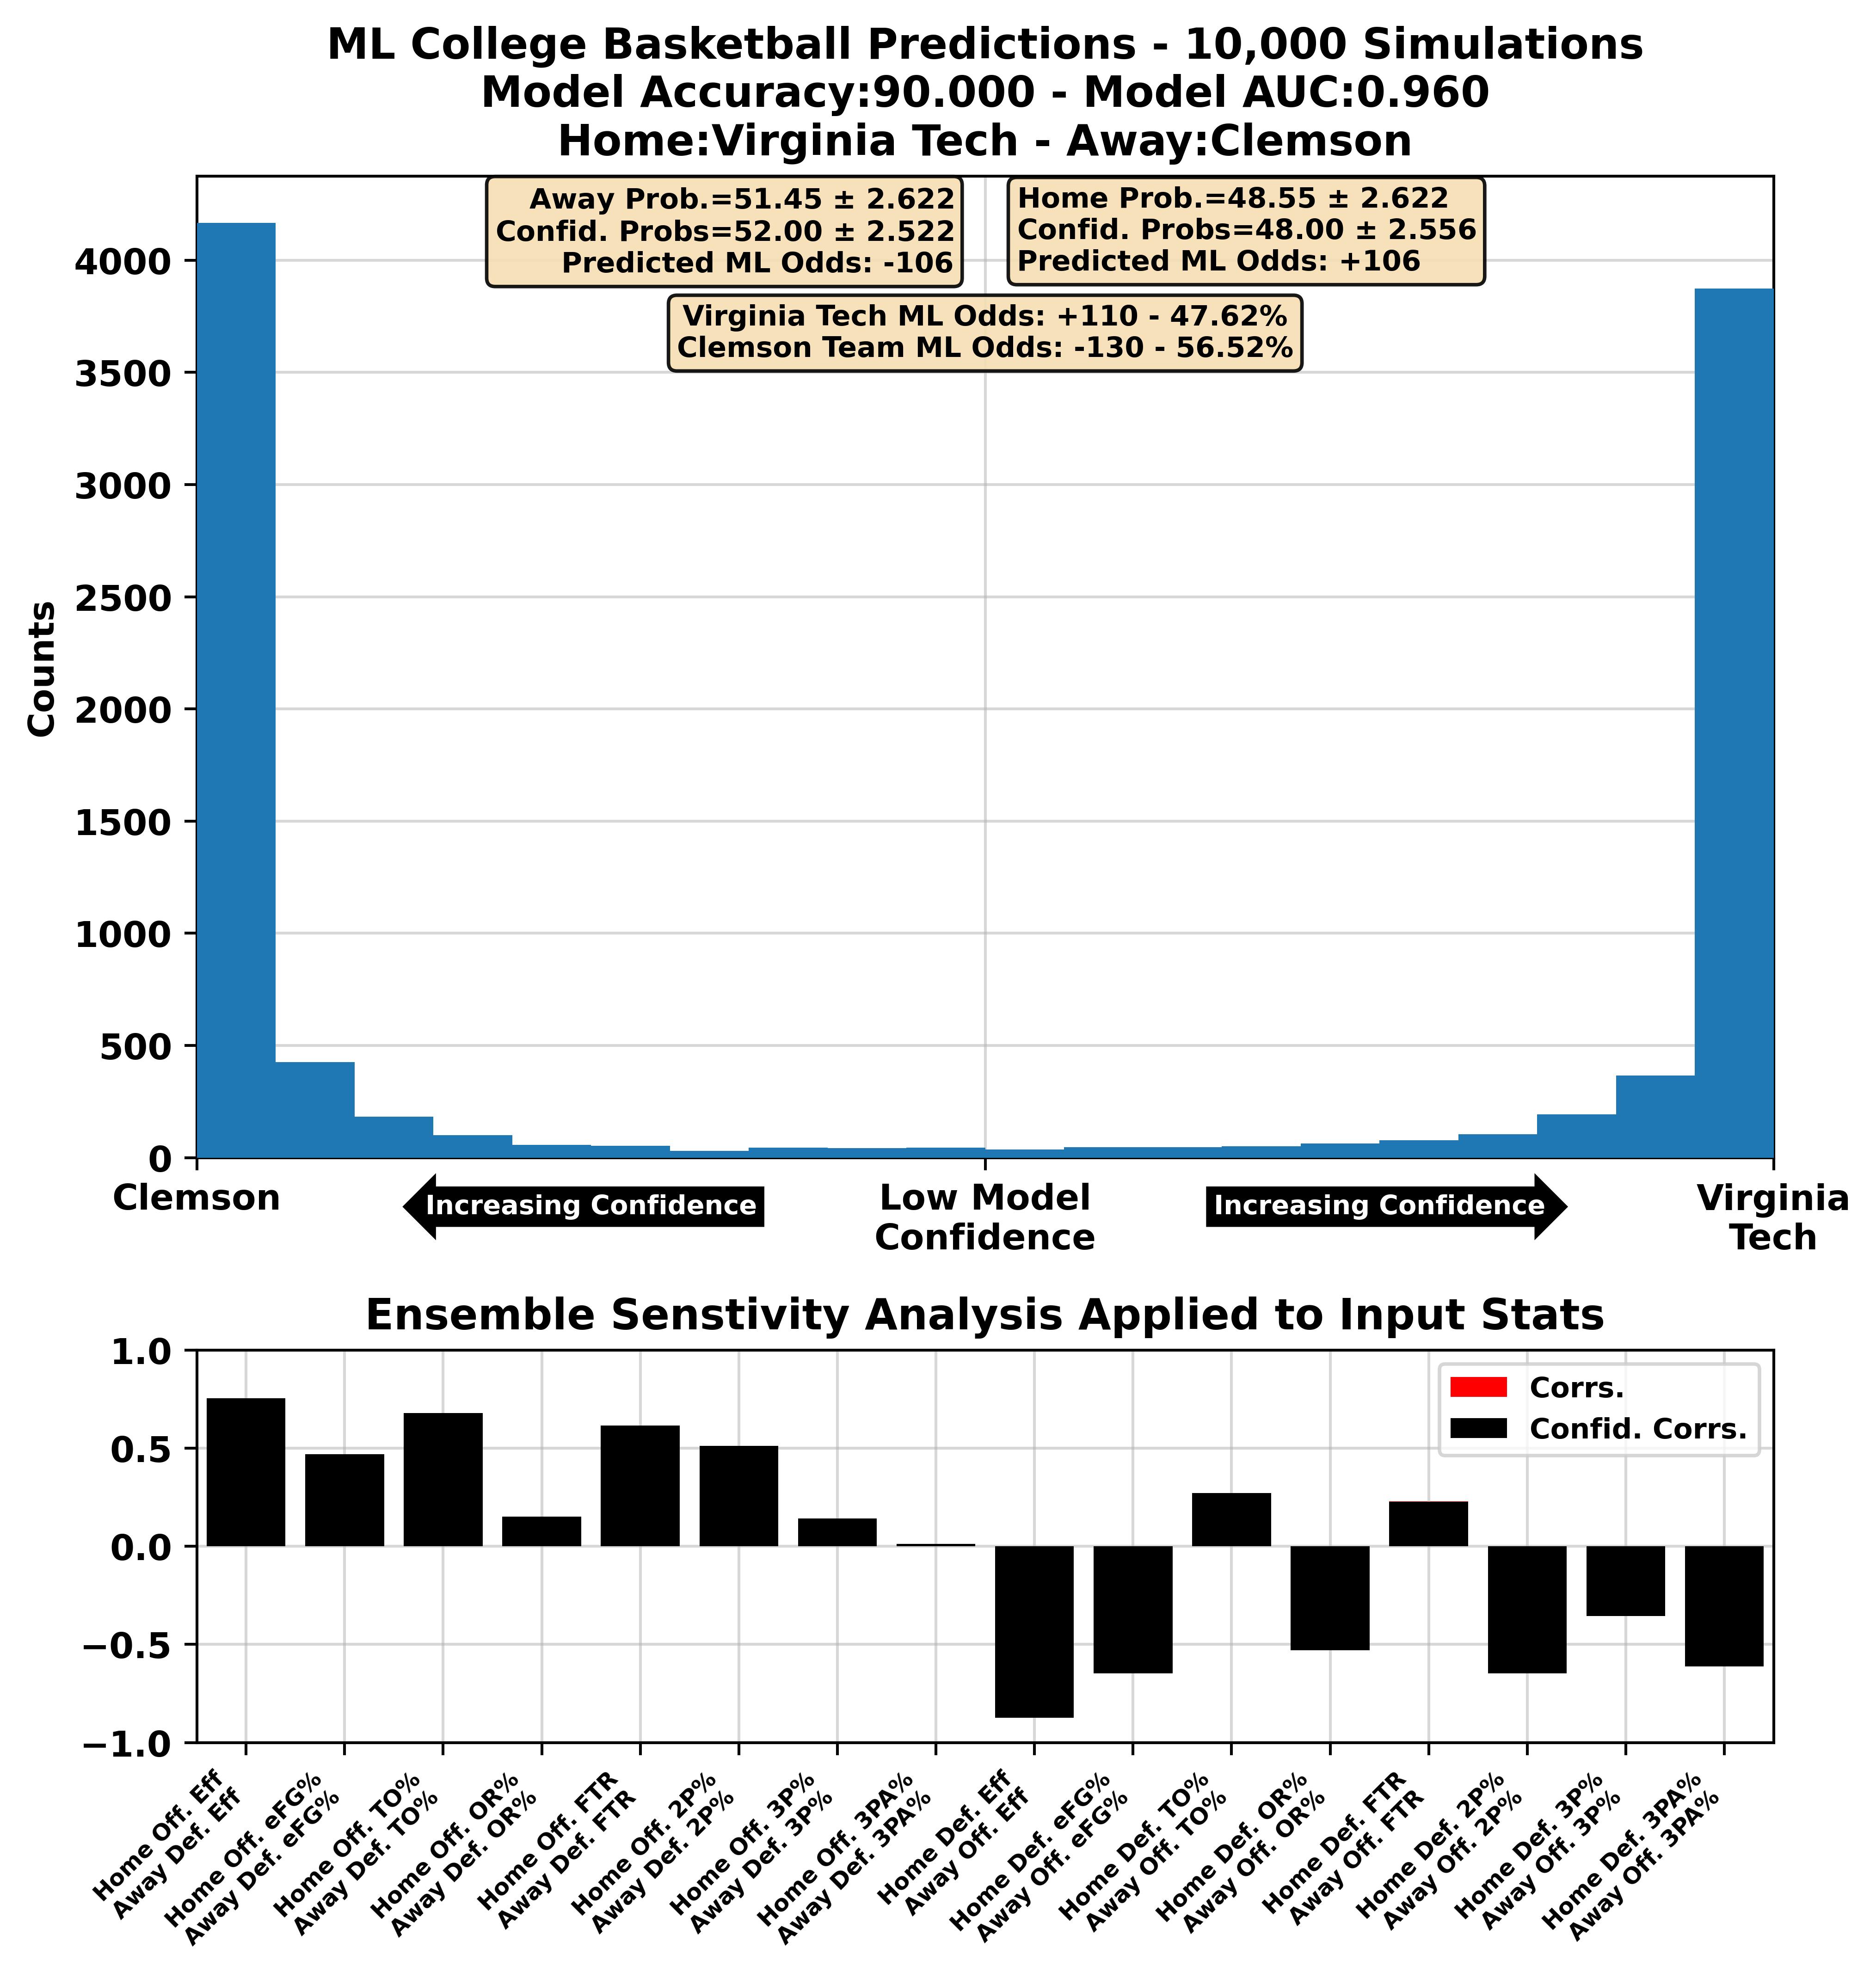 ML College Basketball Predictions - 10,000 Simulations
Model Accuracy:90.000 - Model AUC:0.960
Home:Virginia Tech - Away:Clemson
Away Prob.=51.45 ± 2.622
Confid. Probs=52.00 ± 2.522
Predicted ML Odds: -106
Home Prob.=48.55 ± 2.622
Confid. Probs=48.00 ± 2.556
Predicted ML Odds: +106
Virginia Tech ML Odds: +110 - 47.62%
Clemson Team ML Odds: -130 - 56.52%
Counts
4000
3500
3000
2500
2000
1500
1000
500
0
Clemson
Increasing Confidence
Low Model
Confidence
Increasing Confidence
Virginia
Tech
Ensemble Senstivity Analysis Applied to Input Stats
1.0
0.5
0.0
−0.5
−1.0
Corrs.
Confid. Corrs.
Home Off. Eff
Away Def. Eff
Home Off. eFG%
Away Def. eFG%
Home Off. TO%
Away Def. TO%
Home Off. OR%
Away Def. OR%
Home Off. FTR
Away Def. FTR
Home Off. 2P%
Away Def. 2P%
Home Off. 3P%
Away Def. 3P%
Home Off. 3PA%
Away Def. 3PA%
Home Def. Eff
Away Off. Eff
Home Def. eFG%
Away Off. eFG%
Home Def. TO%
Away Off. TO%
Home Def. OR%
Away Off. OR%
Home Def. FTR
Away Off. FTR
Home Def. 2P%
Away Off. 2P%
Home Def. 3P%
Away Off. 3P%
Home Def. 3PA%
Away Off. 3PA%